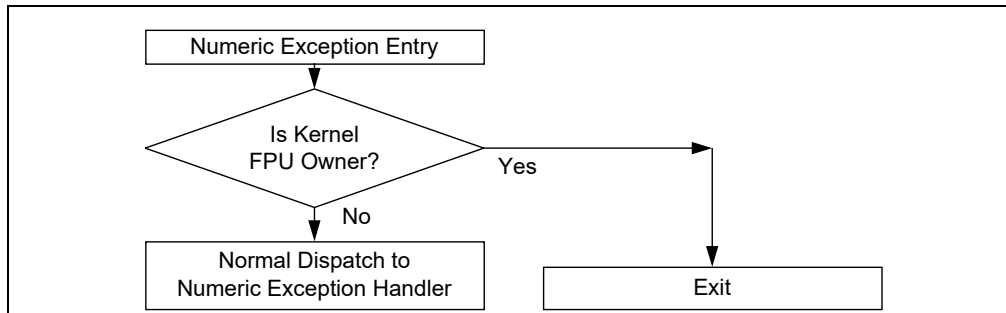 Numeric Exception Entry
Is Kernel
FPU Owner?
Yes
No
Normal Dispatch to
Numeric Exception Handler
Exit